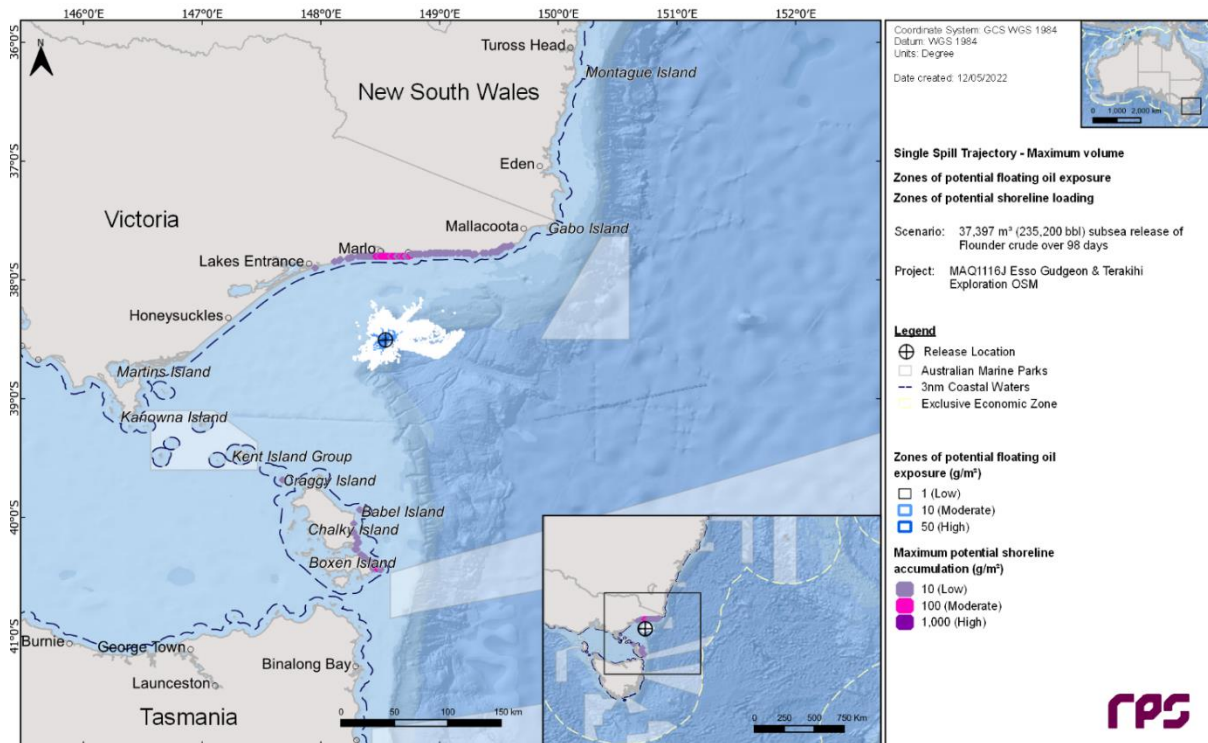 146°0'E
147°0'E
148°0'E
149°0'E
150°0'E
151°0'E
152°0'E
36°0'S
37°0'S
38°0'S
39°0'S
40°0'S
41°0'S
N
Tuross Head
Montague Island
New South Wales
Eden
Victoria
Mallacoota
Gabo Island
Marlo
Lakes Entrance
Honeysuckles
Martins Island
Kanowna Island
Kent Island Group
Craggy Island
Babel Island
Chalky Island
Boxen Island
Burnie
George Town
Binalong Bay
Launceston
Tasmania
0 50 100 150 Km
0 250 500 750 Km
Coordinate System: GCS WGS 1984
Datum: WGS 1984
Units: Degree
Date created: 12/05/2022
0 1,000 2,000 km
Single Spill Trajectory - Maximum volume
Zones of potential floating oil exposure
Zones of potential shoreline loading
Scenario: 37,397 m³ (235,200 bbl) subsea release of
Flounder crude over 98 days
Project: MAQ1116J Esso Gudgeon & Terakihi
Exploration OSM
Legend
Release Location
Australian Marine Parks
3nm Coastal Waters
Exclusive Economic Zone
Zones of potential floating oil
exposure (g/m²)
1 (Low)
10 (Moderate)
50 (High)
Maximum potential shoreline
accumulation (g/m²)
10 (Low)
100 (Moderate)
1,000 (High)
rps